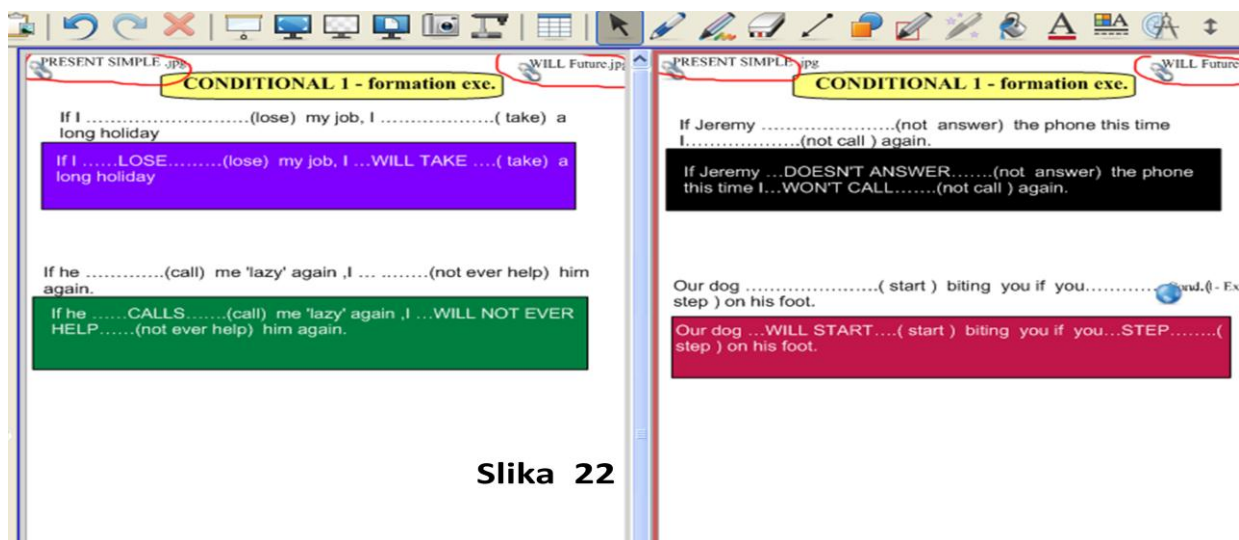 PRESENT SIMPLE .jpg
WILL Future.jpg
CONDITIONAL 1 - formation exe.
If I .........................(lose) my job, I ...................( take) a
long holiday
If I ......LOSE.........(lose) my job, I ...WILL TAKE ....( take) a
long holiday
If he .............(call) me 'lazy' again ,I ... ........(not ever help) him
again.
If he ......CALLS.......(call) me 'lazy' again ,I ...WILL NOT EVER
HELP......(not ever help) him again.
Slika 22
PRESENT SIMPLE .jpg
WILL Future
CONDITIONAL 1 - formation exe.
If Jeremy ......................(not answer) the phone this time
I...................(not call ) again.
If Jeremy ...DOESN'T ANSWER.......(not answer) the phone
this time I...WON'T CALL.......(not call ) again.
Our dog ......................( start ) biting you if you............
step ) on his foot.
Our dog ...WILL START....( start ) biting you if you...STEP........(
step ) on his foot.